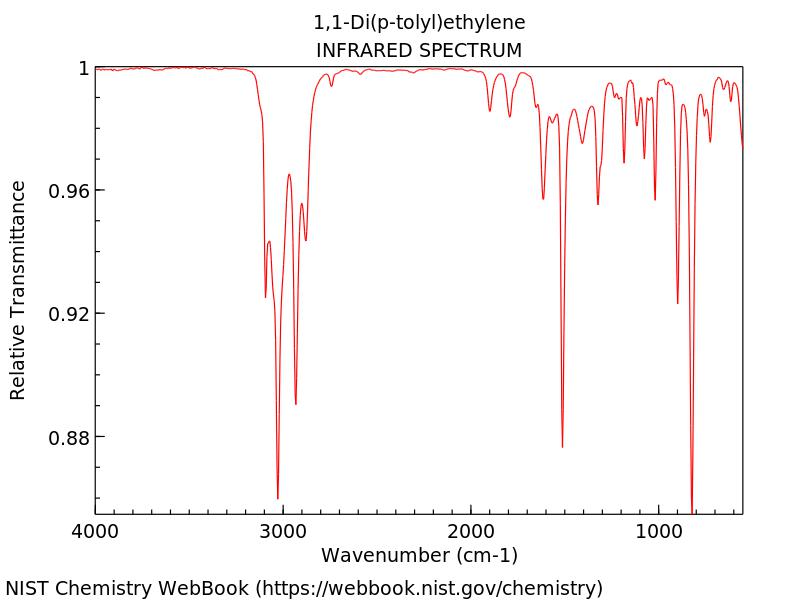 1,1-Di(p-tolyl)ethylene
INFRARED SPECTRUM
1
0.96
0.92
0.88
Relative Transmittance
4000 3000 2000 1000
Wavenumber (cm-1)
NIST Chemistry WebBook (https://webbook.nist.gov/chemistry)